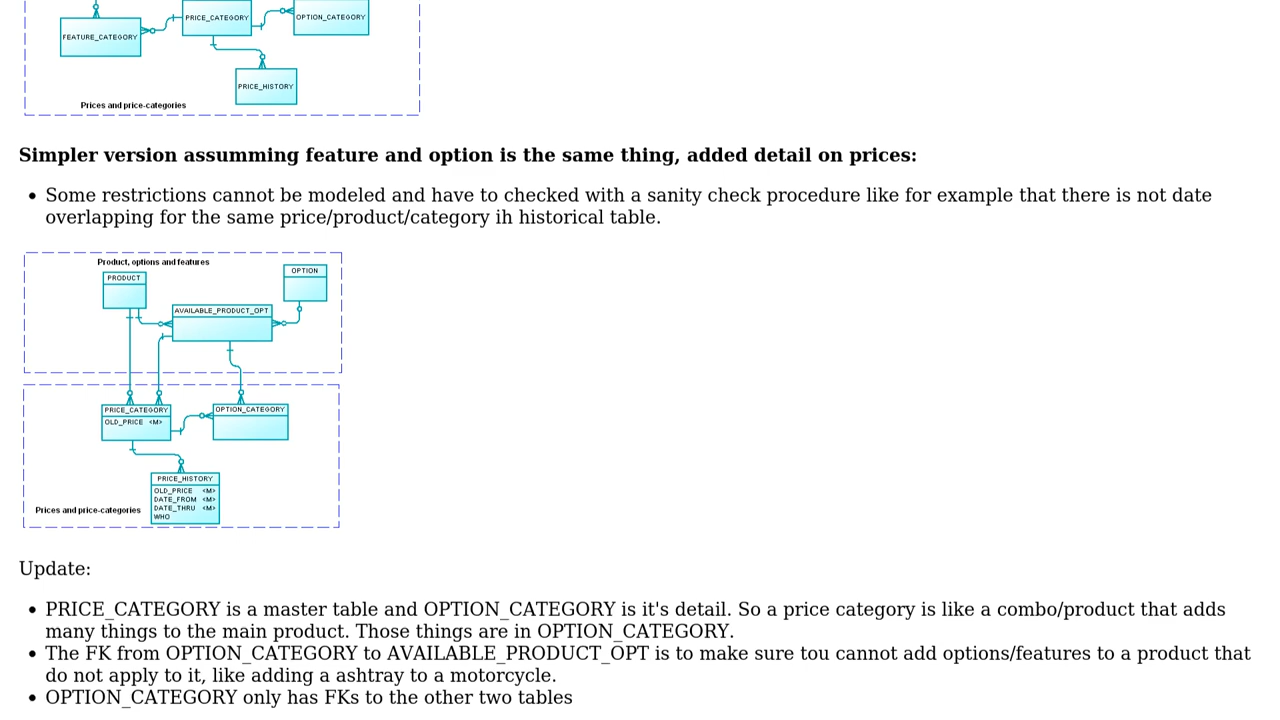 PRICE_CATEGORY
OPTION_CATEGORY
FEATURE_CATEGORY
PRICE_HISTORY
Prices and price-categories
Simpler version assumming feature and option is the same thing, added detail on prices:
• Some restrictions cannot be modeled and have to checked with a sanity check procedure like for example that there is not date
overlapping for the same price/product/category ih historical table.
Product, options and features
OPTION
PRODUCT
AVAILABLE_PRODUCT_OPT
PRICE_CATEGORY
OPTION_CATEGORY
OLD_PRICE <M>
PRICE_HISTORY
OLD_PRICE <M>
DATE_FROM <M>
DATE_THRU <M>
WHO
Prices and price-categories
Update:
• PRICE_CATEGORY is a master table and OPTION_CATEGORY is it's detail. So a price category is like a combo/product that adds
many things to the main product. Those things are in OPTION_CATEGORY.
• The FK from OPTION_CATEGORY to AVAILABLE_PRODUCT_OPT is to make sure tou cannot add options/features to a product that
do not apply to it, like adding a ashtray to a motorcycle.
• OPTION_CATEGORY only has FKs to the other two tables